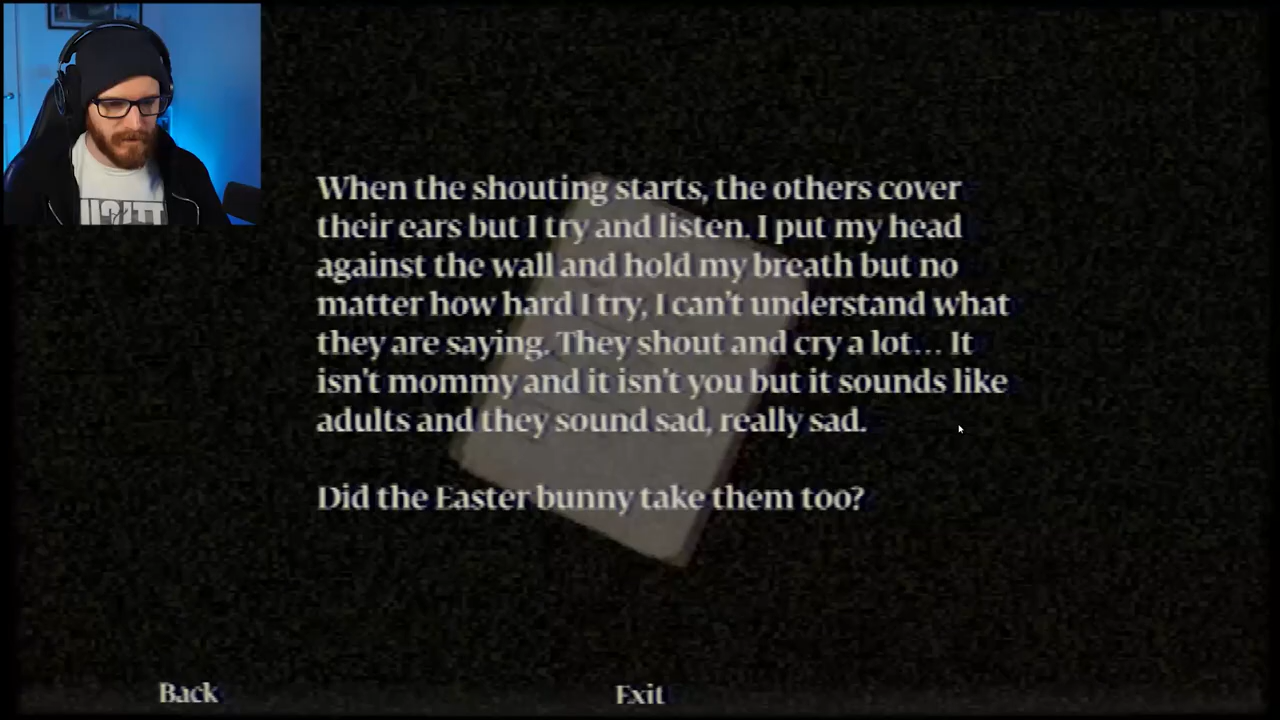 When the shouting starts, the others cover
their ears but I try and listen. I put my head
against the wall and hold my breath but no
matter how hard I try, I can't understand what
they are saying. They shout and cry a lot... It
isn't mommy and it isn't you but it sounds like
adults and they sound sad, really sad.
Did the Easter bunny take them too?
Back
Exit